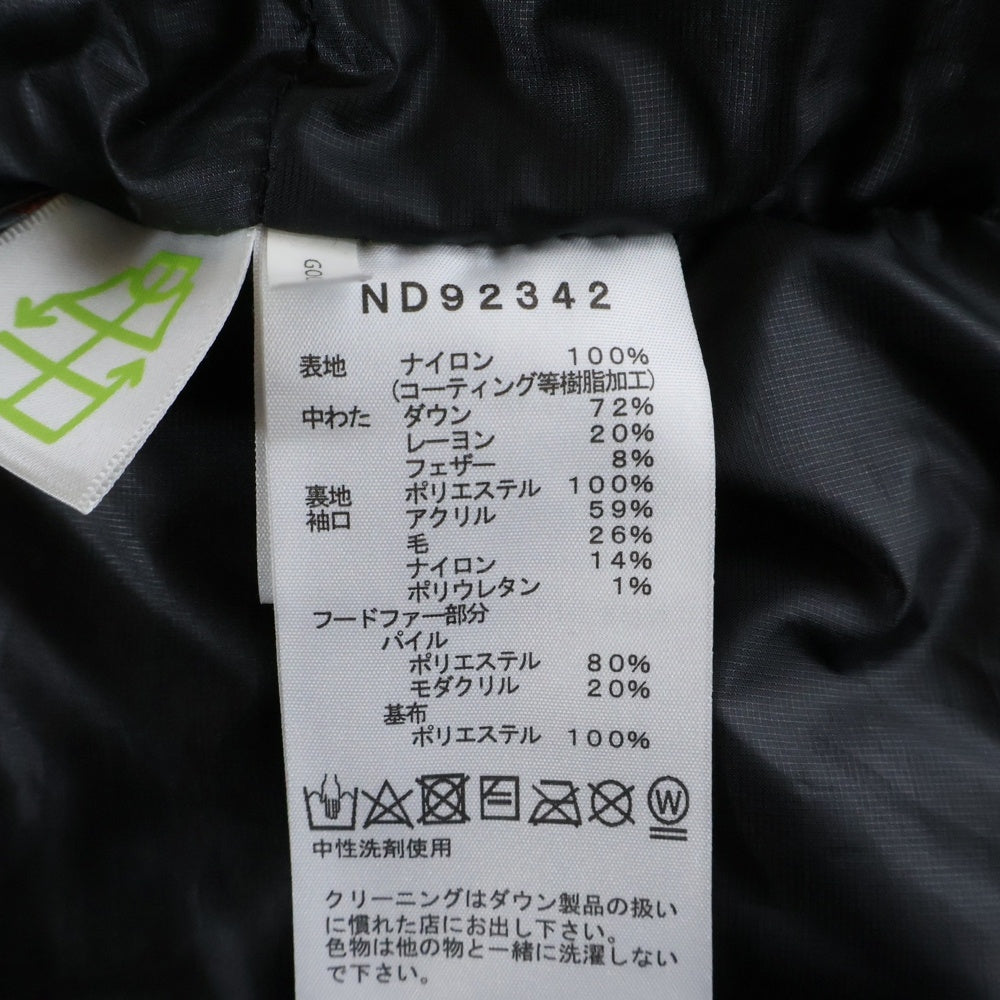 ND92342
表地 ナイロン 100%
(コーティング等樹脂加工)
中わた ダウン 72%
レーヨン 20%
フェザー 8%
裏地 ポリエステル 100%
袖口 アクリル 59%
毛 26%
ナイロン 14%
ポリウレタン 1%
フードファー部分
パイル
ポリエステル 80%
モダクリル 20%
基布
ポリエステル 100%
W
中性洗剤使用
クリーニングはダウン製品の扱い
に慣れた店にお出し下さい。
色物は他の物と一緒に洗濯しない
で下さい。